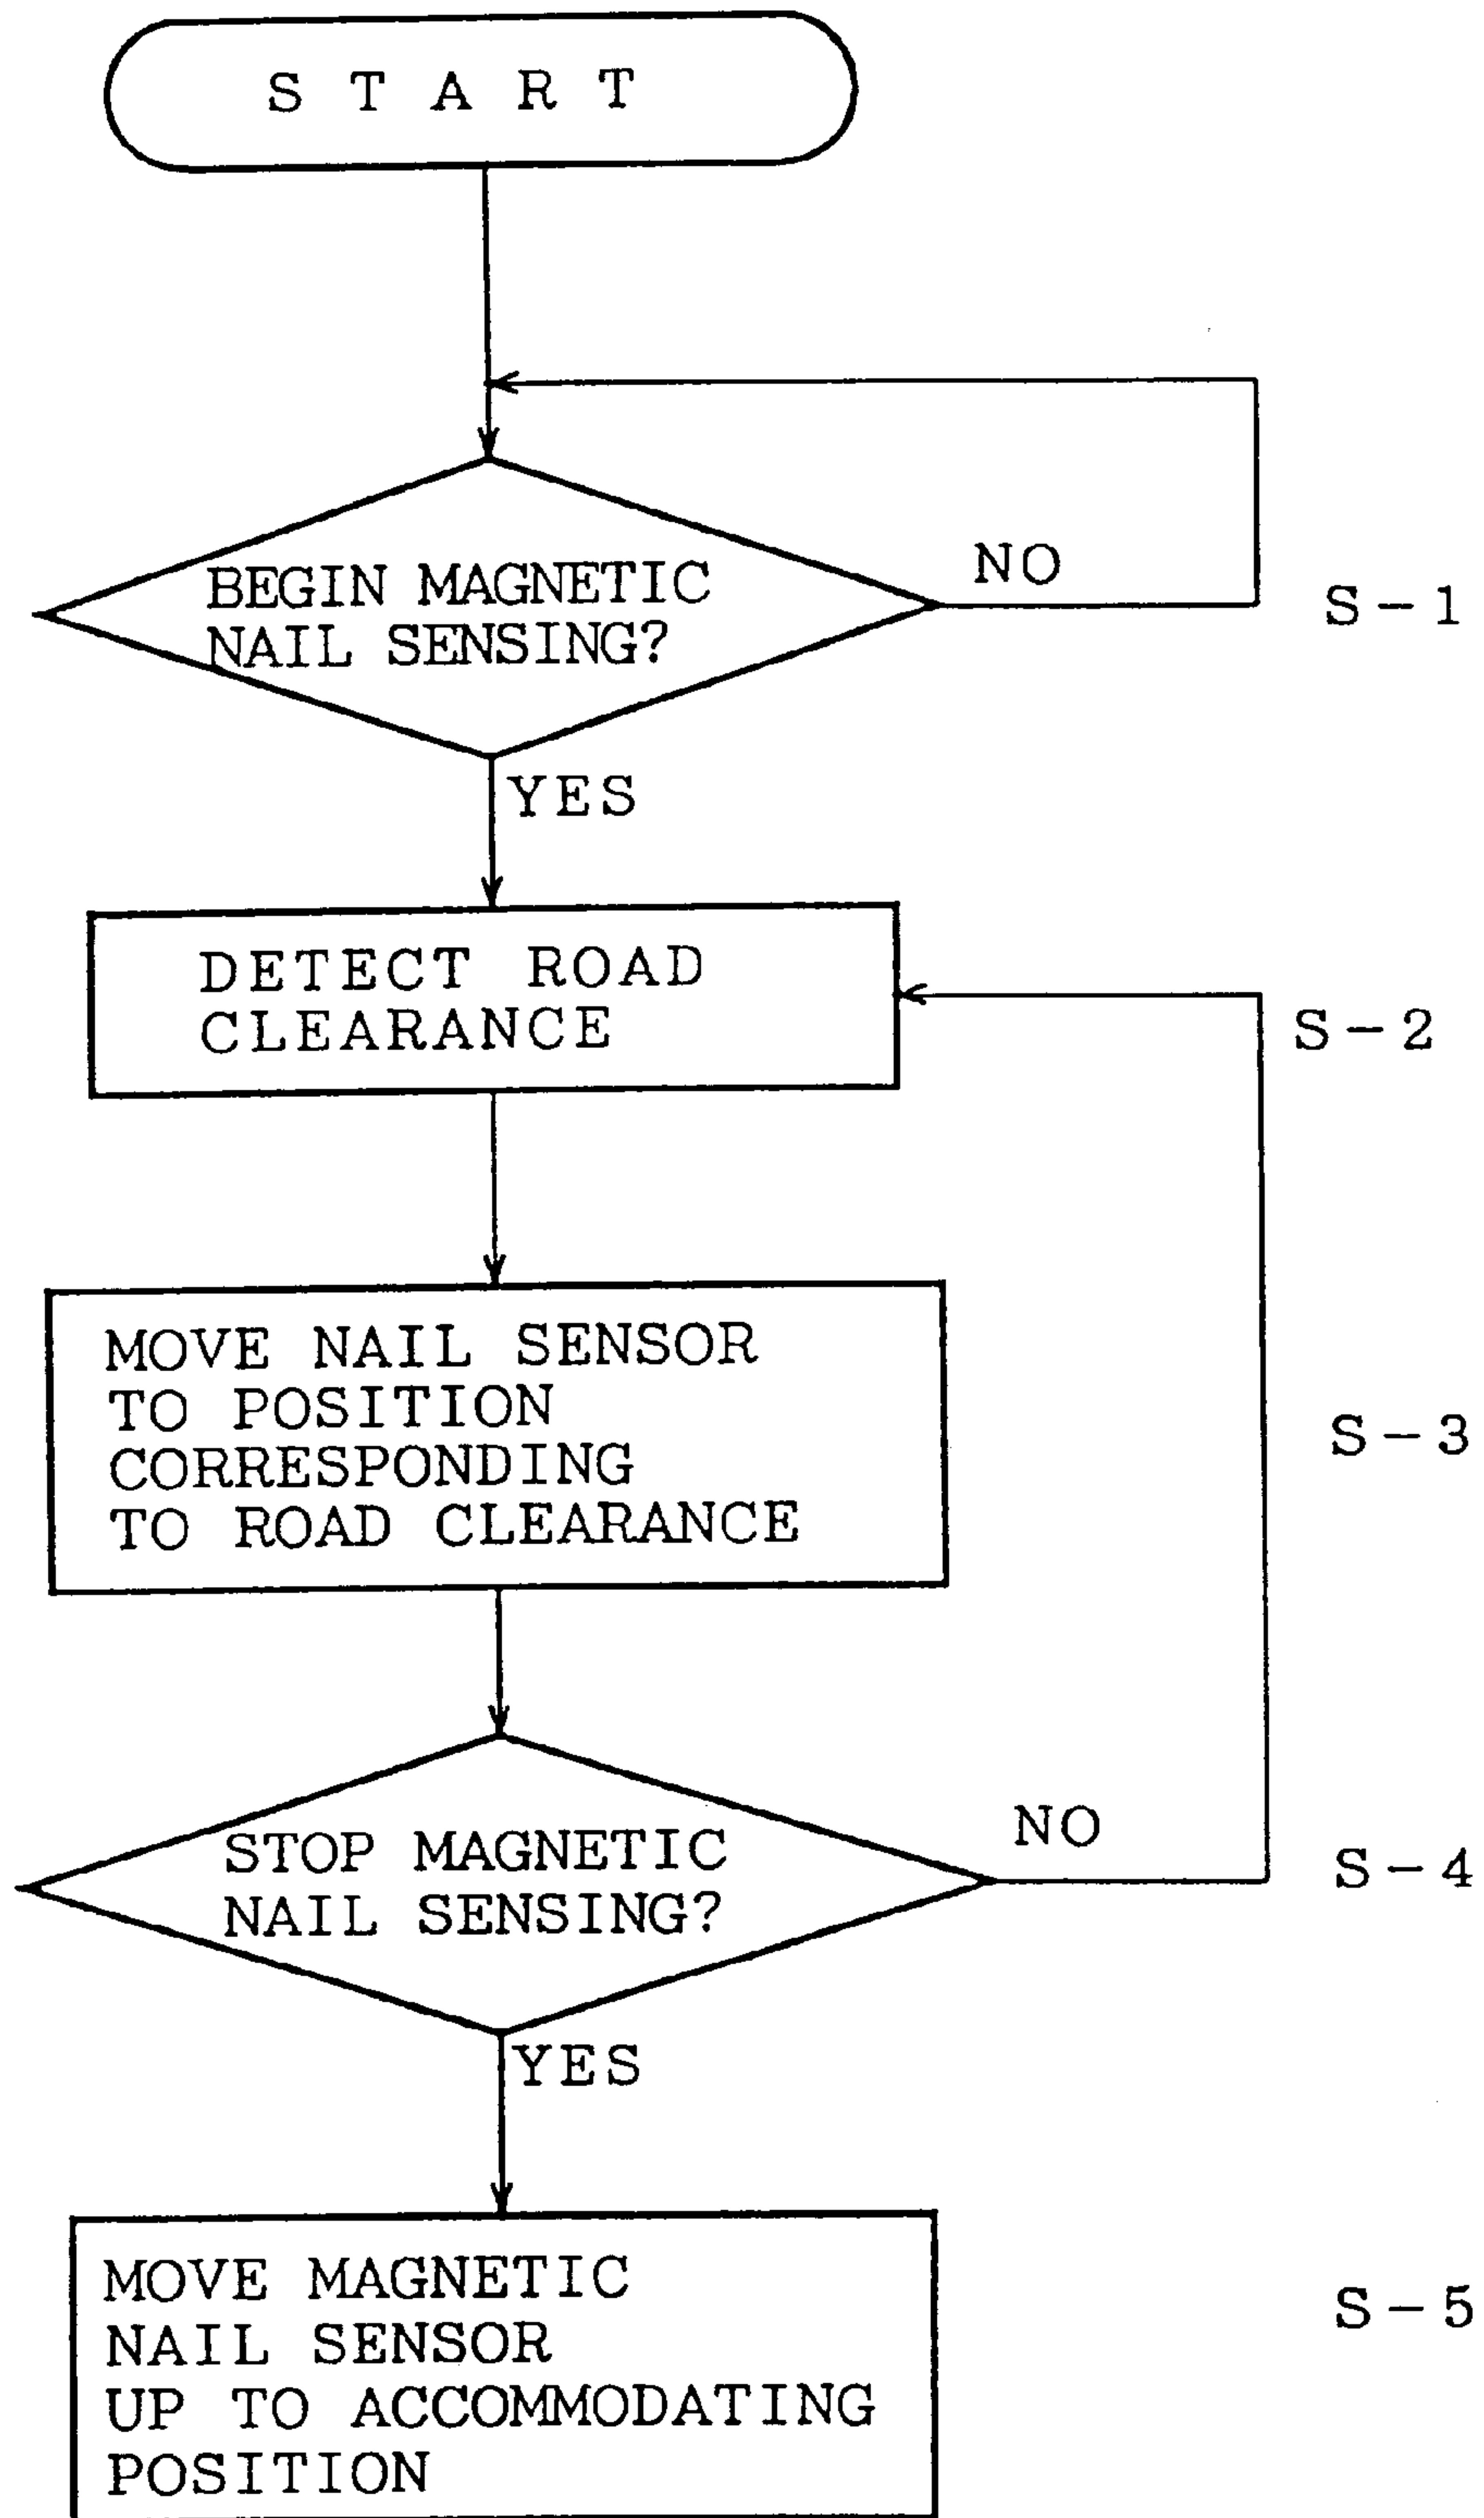 START
NO
BEGIN MAGNETIC
NAIL SENSING?
S-1
YES
DETECT ROAD
CLEARANCE
S-2
MOVE NAIL SENSOR
TO POSITION
CORRESPONDING
TO ROAD CLEARANCE
S-3
NO
STOP MAGNETIC
NAIL SENSING?
S-4
YES
MOVE MAGNETIC
NAIL SENSOR
UP TO ACCOMMODATING
POSITION
S-5